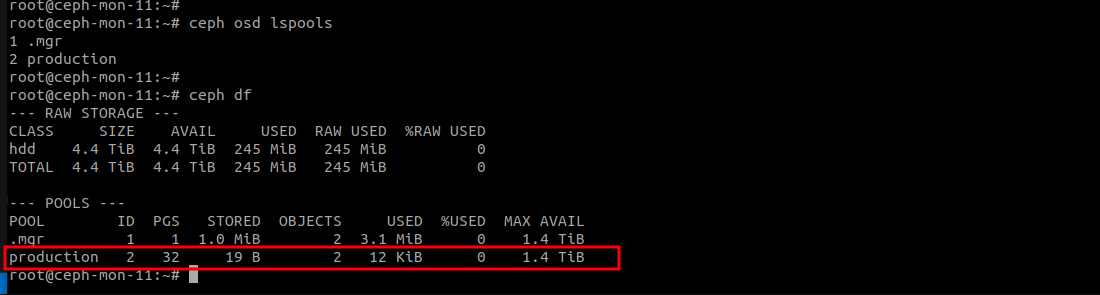 root@ceph-mon-11:~#
root@ceph-mon-11:~# ceph osd lspools
1 .mgr
2 production
root@ceph-mon-11:~#
root@ceph-mon-11:~# ceph df
--- RAW STORAGE ---
CLASS     SIZE    AVAIL     USED  RAW USED  %RAW USED
hdd    4.4 TiB  4.4 TiB  245 MiB   245 MiB          0
TOTAL  4.4 TiB  4.4 TiB  245 MiB   245 MiB          0
--- POOLS ---
POOL        ID  PGS   STORED  OBJECTS     USED  %USED  MAX AVAIL
.mgr         1    1  1.0 MiB        2  3.1 MiB      0    1.4 TiB
production   2   32     19 B        2   12 KiB      0    1.4 TiB
root@ceph-mon-11:~#